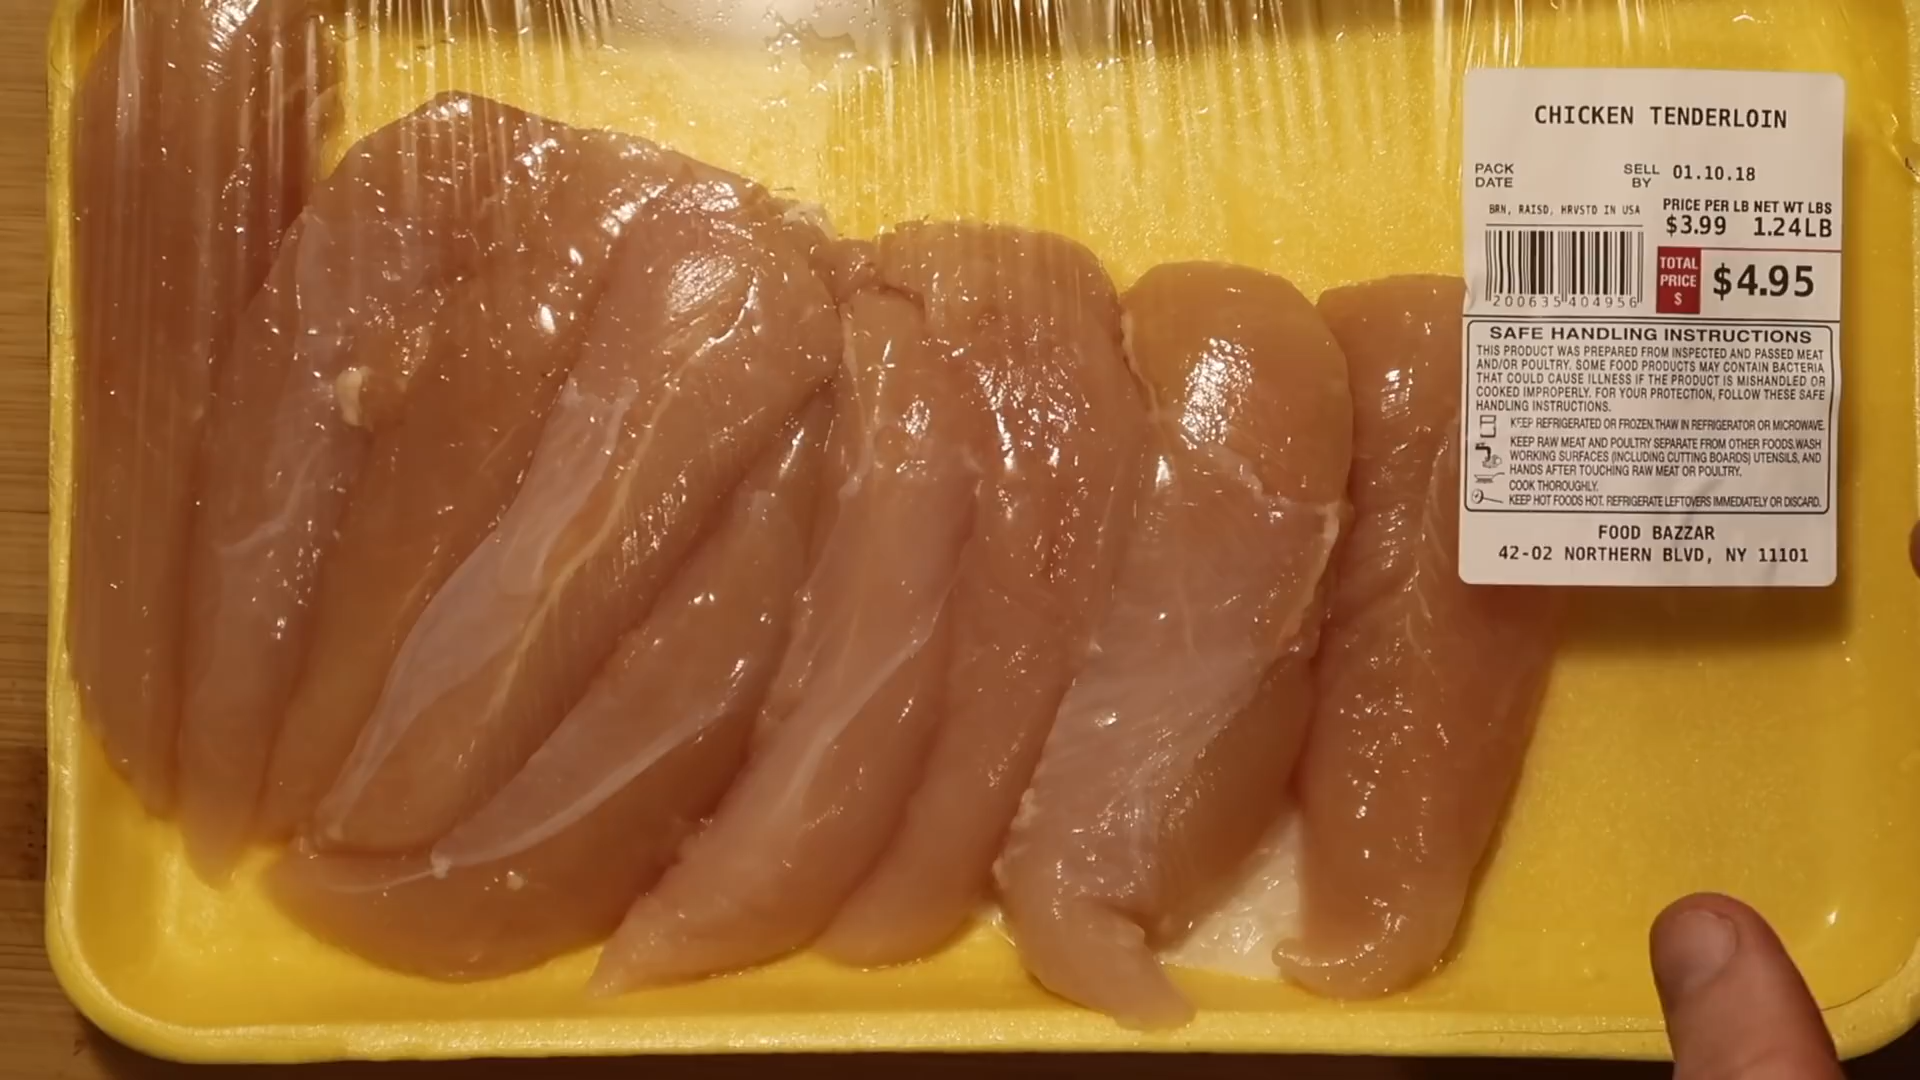 CHICKEN TENDERLOIN
PACK DATE
SELL BY 01.10.18
BRN, RAISD, HRVSTD IN USA
PRICE PER LB NET WT LBS
$3.99 1.24LB
TOTAL PRICE $ $4.95
200635 404956
SAFE HANDLING INSTRUCTIONS
THIS PRODUCT WAS PREPARED FROM INSPECTED AND PASSED MEAT
AND/OR POULTRY. SOME FOOD PRODUCTS MAY CONTAIN BACTERIA
THAT COULD CAUSE ILLNESS IF THE PRODUCT IS MISHANDLED OR
COOKED IMPROPERLY. FOR YOUR PROTECTION, FOLLOW THESE SAFE
HANDLING INSTRUCTIONS.
KEEP REFRIGERATED OR FROZEN.THAW IN REFRIGERATOR OR MICROWAVE.
KEEP RAW MEAT AND POULTRY SEPARATE FROM OTHER FOODS.WASH
WORKING SURFACES (INCLUDING CUTTING BOARDS) UTENSILS, AND
HANDS AFTER TOUCHING RAW MEAT OR POULTRY.
COOK THOROUGHLY.
KEEP HOT FOODS HOT. REFRIGERATE LEFTOVERS IMMEDIATELY OR DISCARD.
FOOD BAZZAR
42-02 NORTHERN BLVD, NY 11101